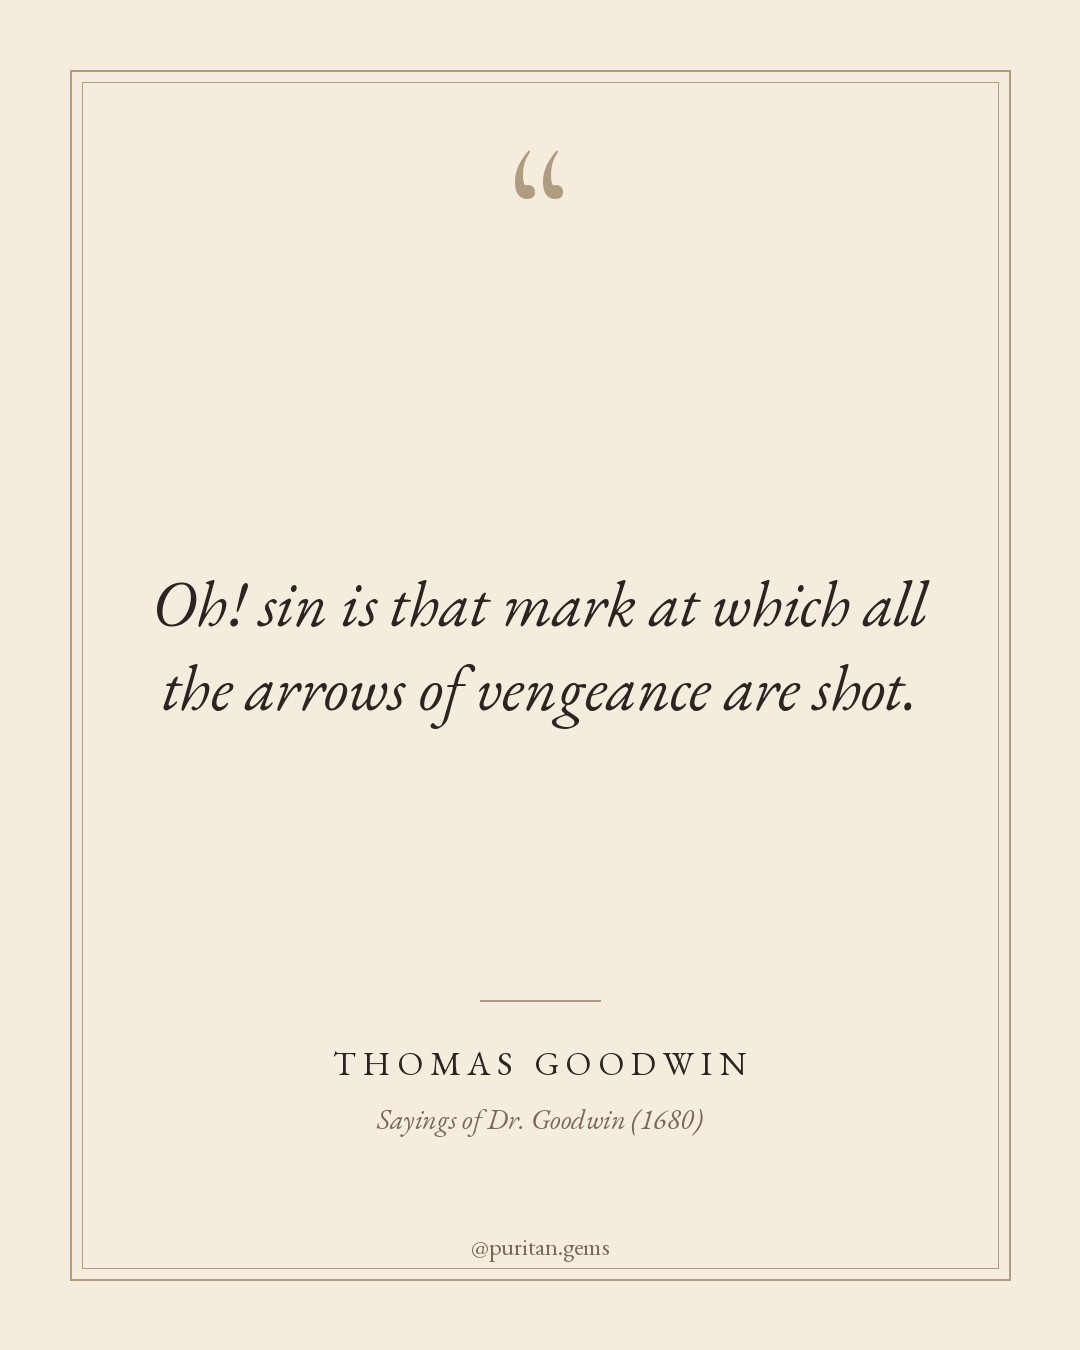 “
Oh! sin is that mark at which all
the arrows of vengeance are shot.
THOMAS GOODWIN
Sayings of Dr. Goodwin (1680)
@puritan.gems